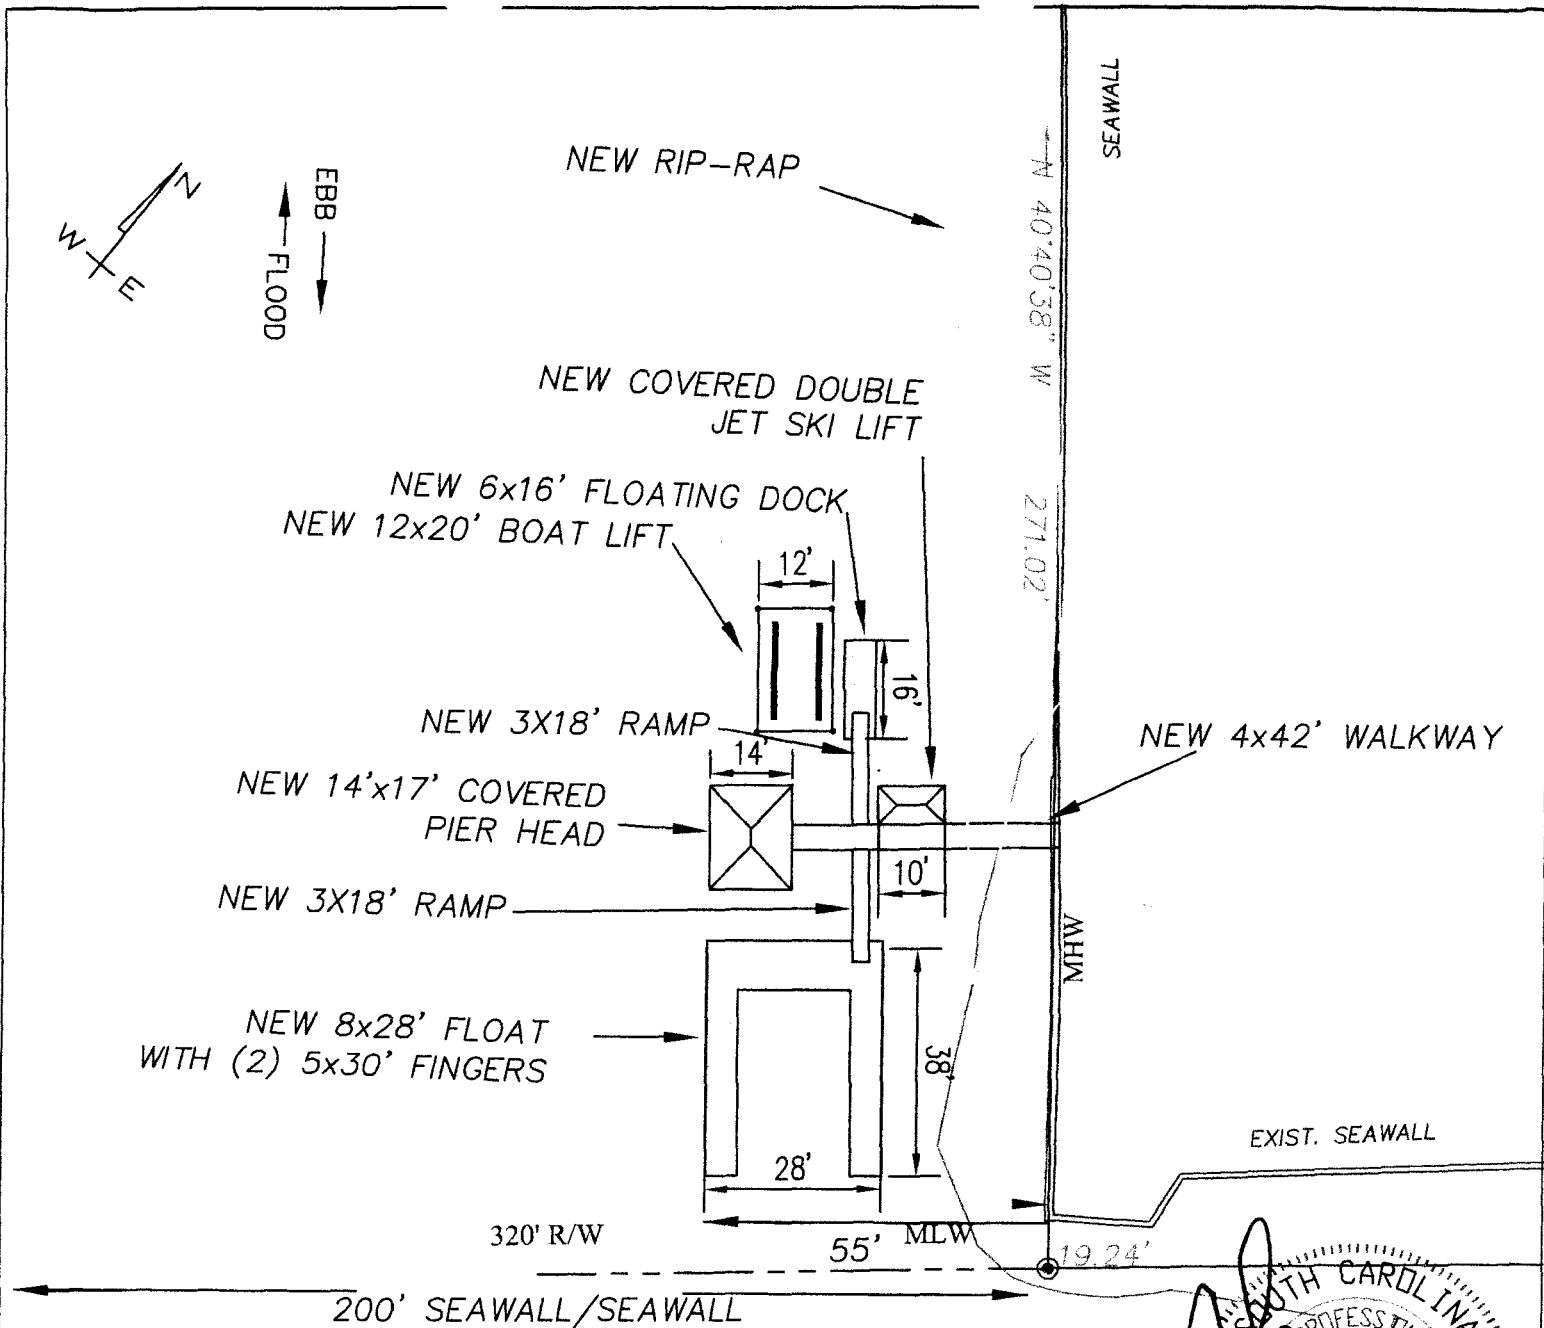 SEAWALL
NEW RIP-RAP
N
W
E
EBB
FLOOD
N 40°40'38" W 271.02'
NEW COVERED DOUBLE
JET SKI LIFT
NEW 6x16' FLOATING DOCK
NEW 12x20' BOAT LIFT
12'
16'
NEW 3X18' RAMP
14'
NEW 4x42' WALKWAY
NEW 14'x17' COVERED
PIER HEAD
10'
NEW 3X18' RAMP
MHW
NEW 8x28' FLOAT
WITH (2) 5x30' FINGERS
38'
EXIST. SEAWALL
28'
320' R/W
55'
MLW
19.24'
200' SEAWALL/SEAWALL
SOUTH CAROLINA